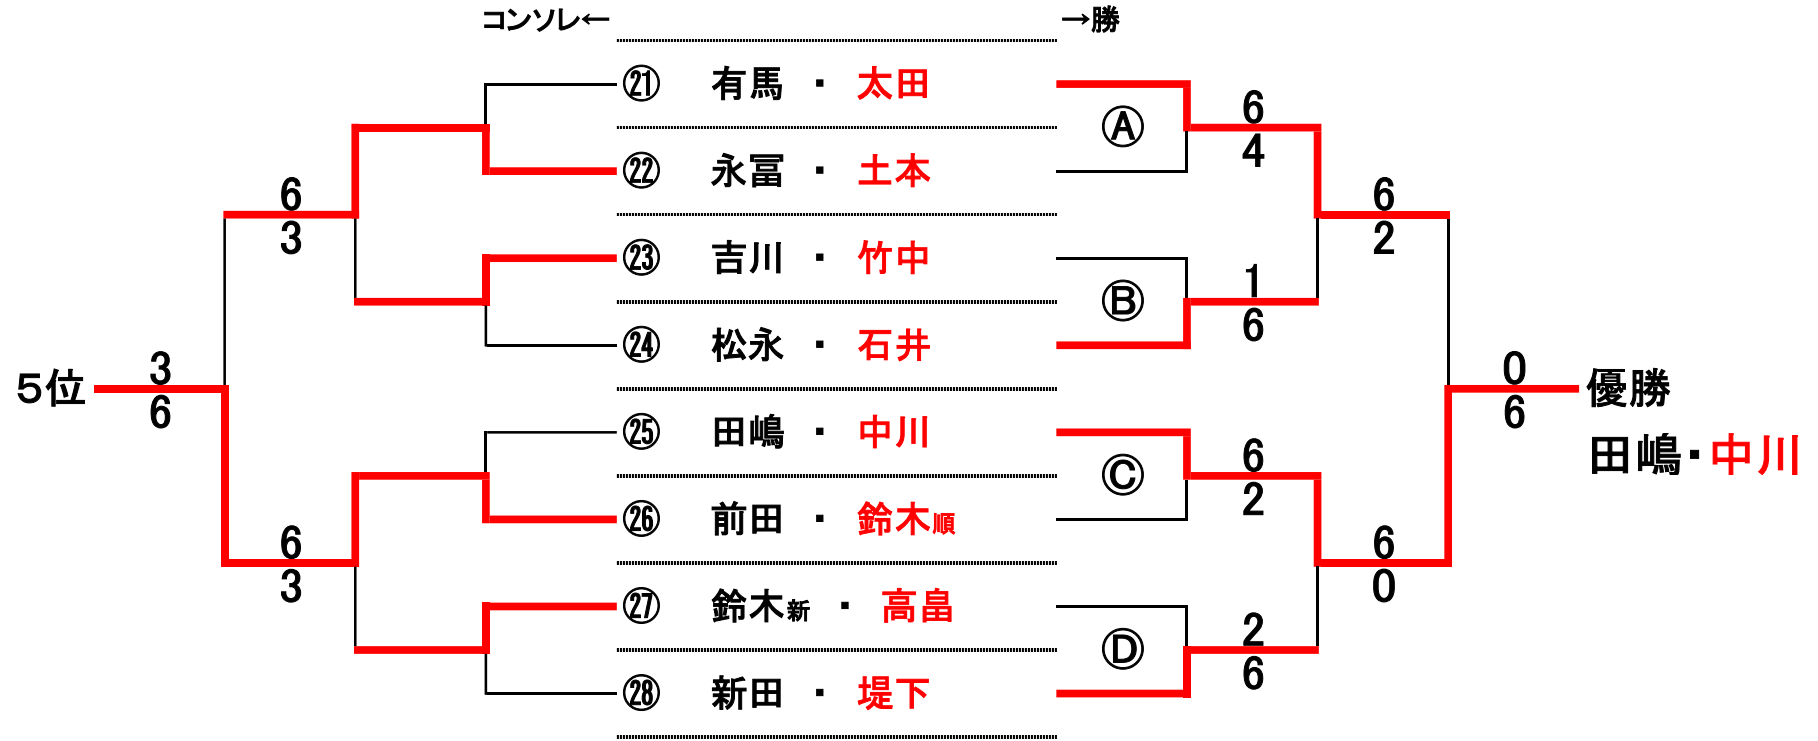 コンソレ← →勝
㉑ 有馬 ・ 太田
Ⓐ 6
4
㉒ 永冨 ・ 土本
6
3
6
2
㉓ 吉川 ・ 竹中
Ⓑ 1
6
㉔ 松永 ・ 石井
5位 3
6
0
6 優勝
田嶋・中川
㉕ 田嶋 ・ 中川
Ⓒ 6
2
㉖ 前田 ・ 鈴木順
6
3
6
0
㉗ 鈴木新 ・ 高畠
Ⓓ 2
6
㉘ 新田 ・ 堤下